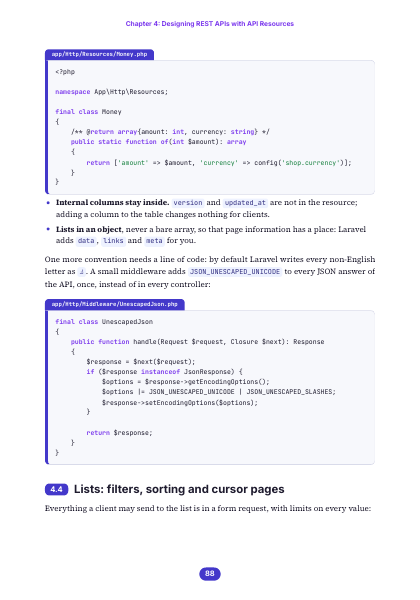 Chapter 4: Designing REST APIs with API Resources
app/Http/Resources/Money.php
<?php
namespace App\Http\Resources;
final class Money
{
/** @return array{amount: int, currency: string} */
public static function of(int $amount): array
{
return ['amount' => $amount, 'currency' => config('shop.currency')];
}
}
• Internal columns stay inside. version and updated_at are not in the resource;
adding a column to the table changes nothing for clients.
• Lists in an object, never a bare array, so that page information has a place: Laravel
adds data, links and meta for you.
One more convention needs a line of code: by default Laravel writes every non-English
letter as . A small middleware adds JSON_UNESCAPED_UNICODE to every JSON answer of
the API, once, instead of in every controller:
app/Http/Middleware/UnescapedJson.php
final class UnescapedJson
{
public function handle(Request $request, Closure $next): Response
{
$response = $next($request);
if ($response instanceof JsonResponse) {
$options = $response->getEncodingOptions();
$options |= JSON_UNESCAPED_UNICODE | JSON_UNESCAPED_SLASHES;
$response->setEncodingOptions($options);
}
return $response;
}
}
4.4 Lists: filters, sorting and cursor pages
Everything a client may send to the list is in a form request, with limits on every value:
88